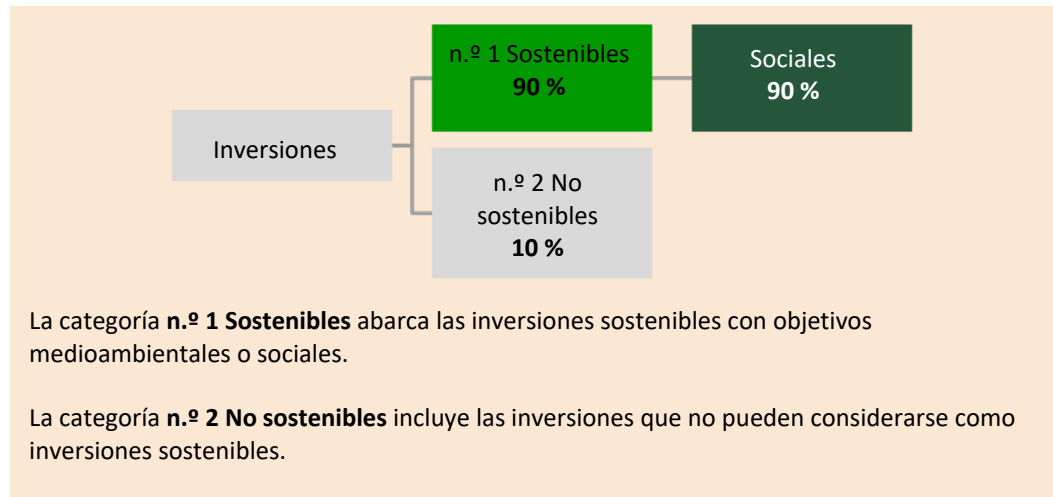 n.º 1 Sostenibles
90 %
Sociales
90 %
Inversiones
n.º 2 No
sostenibles
10 %
La categoría n.º 1 Sostenibles abarca las inversiones sostenibles con objetivos
medioambientales o sociales.
La categoría n.º 2 No sostenibles incluye las inversiones que no pueden considerarse como
inversiones sostenibles.